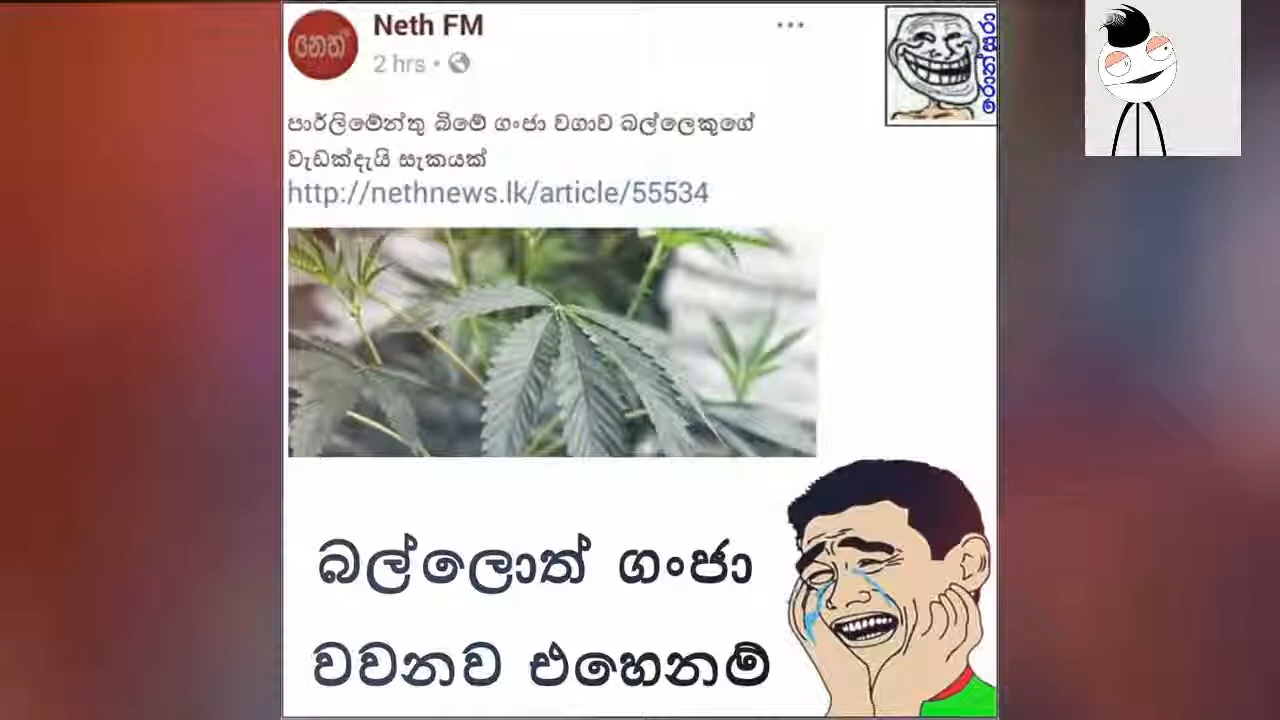 නෙත්
Neth FM
2 hrs
පාර්ලිමේන්තු බිමේ ගංජා වගාව බල්ලෙකුගේ
වැඩක්දැයි සැකයක්
http://nethnews.lk/article/55534
රොන්සුරා
බල්ලොත් ගංජා
වවනව එහෙනම්